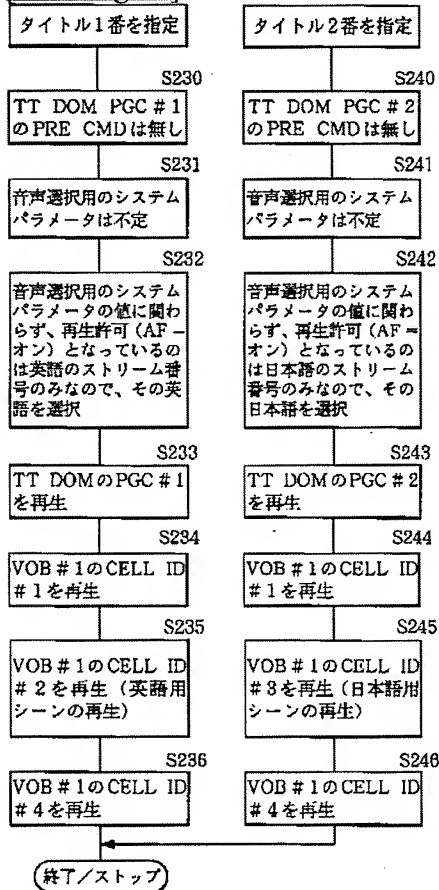 タイトル1番を指定
S230
TT DOM PGC#1
のPRE CMDは無し
S231
音声選択用のシステム
パラメータは不定
S232
音声選択用のシステム
パラメータの値に関わ
らず、再生許可(AF=
オン)となっているの
は英語のストリーム番
号のみなので、その英
語を選択
S233
TT DOMのPGC#1
を再生
S234
VOB#1のCELL ID
#1を再生
S235
VOB#1のCELL ID
#2を再生(英語用
シーンの再生)
S236
VOB#1のCELL ID
#4を再生
タイトル2番を指定
S240
TT DOM PGC#2
のPRE CMDは無し
S241
音声選択用のシステム
パラメータは不定
S242
音声選択用のシステム
パラメータの値に関わ
らず、再生許可(AF=
オン)となっているの
は日本語のストリーム
番号のみなので、その
日本語を選択
S243
TT DOMのPGC#2
を再生
S244
VOB#1のCELL ID
#1を再生
S245
VOB#1のCELL ID
#3を再生(日本語用
シーンの再生)
S246
VOB#1のCELL ID
#4を再生
終了/ストップ